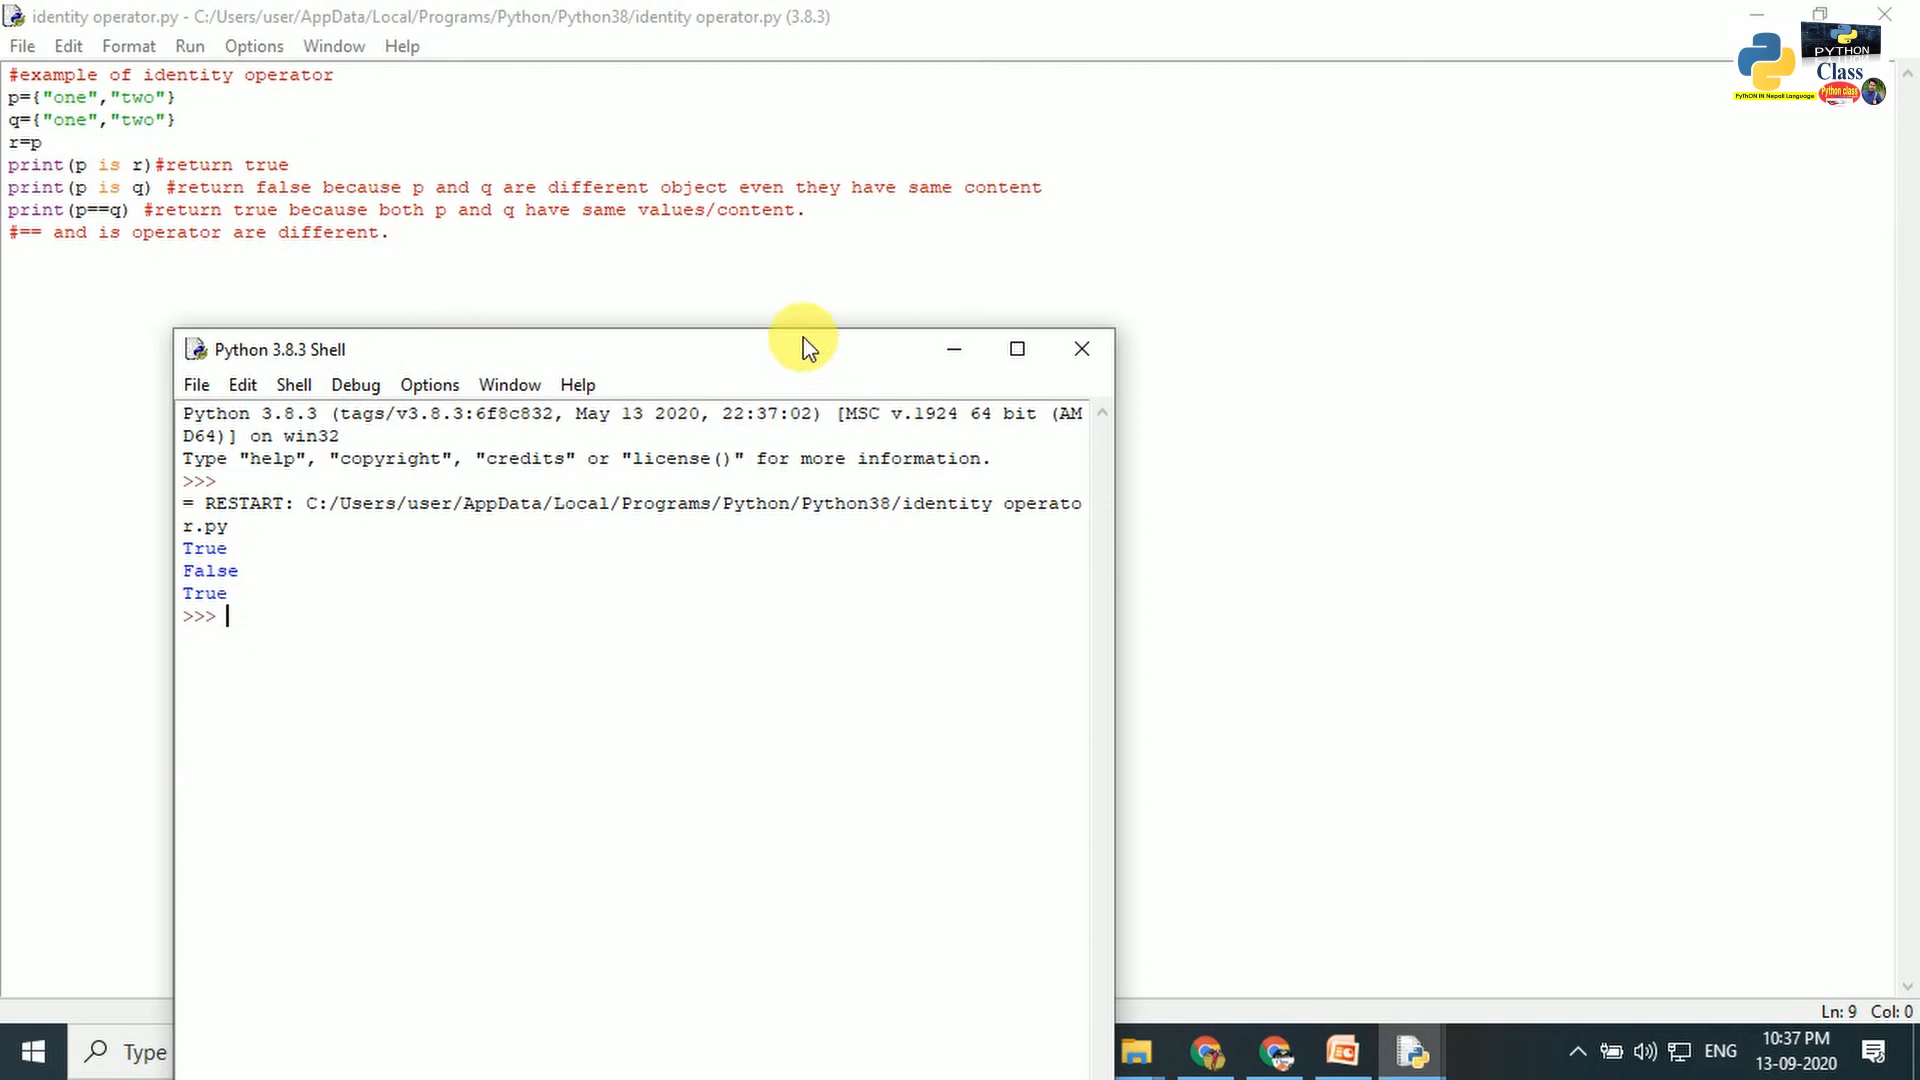 identity operator.py - C:/Users/user/AppData/Local/Programs/Python/Python38/identity operator.py (3.8.3)
File Edit Format Run Options Window Help
PYTHON
Class
PythON IN Nepali Language
Python class
#example of identity operator
p={"one","two"}
q={"one","two"}
r=p
print(p is r)#return true
print(p is q) #return false because p and q are different object even they have same content
print(p==q) #return true because both p and q have same values/content.
#== and is operator are different.
Python 3.8.3 Shell
File Edit Shell Debug Options Window Help
Python 3.8.3 (tags/v3.8.3:6f8c832, May 13 2020, 22:37:02) [MSC v.1924 64 bit (AM
D64)] on win32
Type "help", "copyright", "credits" or "license()" for more information.
>>>
= RESTART: C:/Users/user/AppData/Local/Programs/Python/Python38/identity operato
r.py
True
False
True
>>>
Ln: 9 Col: 0
Type
ENG
10:37 PM
13-09-2020